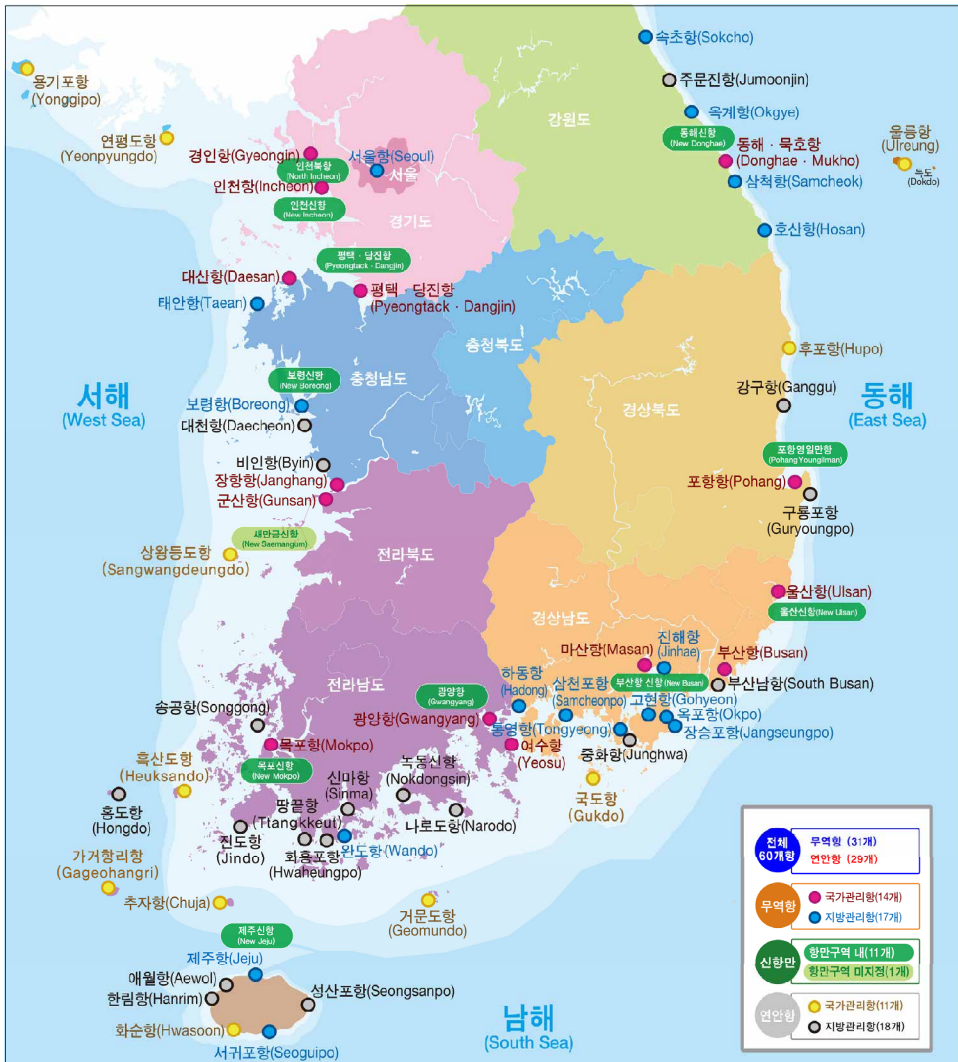 속초항(Sokcho)
주문진항(Jumoonjin)
옥계항(Okgye)
동해신항
(New Donghae)
동해 · 묵호항
(Donghae · Mukho)
삼척항(Samcheok)
호산항(Hosan)
울릉항
(Ulreung)
독도
(Dokdo)
강원도
용기포항
(Yonggipo)
연평도항
(Yeonpyungdo)
경인항(Gyeongin)
인천북항
(North Incheon)
인천항(Incheon)
인천신항
(New Incheon)
서울항(Seoul)
서울
경기도
평택 · 당진항
(Pyeongtack · Dangjin)
대산항(Daesan)
태안항(Taean)
평택 · 당진항
(Pyeongtack · Dangjin)
충청북도
충청남도
보령신항
(New Boreong)
보령항(Boreong)
대천항(Daecheon)
비인항(Byin)
장항항(Janghang)
군산항(Gunsan)
서해
(West Sea)
후포항(Hupo)
강구항(Ganggu)
경상북도
동해
(East Sea)
포항영일만항
(Pohang Youngilman)
포항항(Pohang)
구룡포항
(Guryoungpo)
새만금신항
(New Saemangum)
상왕등도항
(Sangwangdeungdo)
전라북도
울산항(Ulsan)
울산신항(New Ulsan)
경상남도
마산항(Masan)
진해항
(Jinhae)
부산항(Busan)
부산항 신항(New Busan)
부산남항(South Busan)
하동항
(Hadong)
삼천포항
(Samcheonpo)
고현항(Gohyeon)
옥포항(Okpo)
장승포항(Jangseungpo)
통영항(Tongyeong)
중화항(Junghwa)
국도항
(Gukdo)
전라남도
광양항
(Gwangyang)
광양항(Gwangyang)
여수항
(Yeosu)
송공항(Songgong)
목포항(Mokpo)
목포신항
(New Mokpo)
흑산도항
(Heuksando)
홍도항
(Hongdo)
가거항리항
(Gageohangri)
추자항(Chuja)
진도항
(Jindo)
땅끝항
(Ttangkkeut)
신마항
(Sinma)
녹동신항
(Nokdongsin)
나로도항(Narodo)
화흥포항
(Hwaheungpo)
완도항(Wando)
거문도항
(Geomundo)
제주신항
(New Jeju)
제주항(Jeju)
애월항(Aewol)
한림항(Hanrim)
성산포항(Seongsanpo)
화순항(Hwasoon)
서귀포항(Seoguipo)
남해
(South Sea)
전체
60개항
무역항 (31개)
연안항 (29개)
무역항
국가관리항(14개)
지방관리항(17개)
신항만
항만구역 내(11개)
항만구역 미지정(1개)
연안항
국가관리항(11개)
지방관리항(18개)